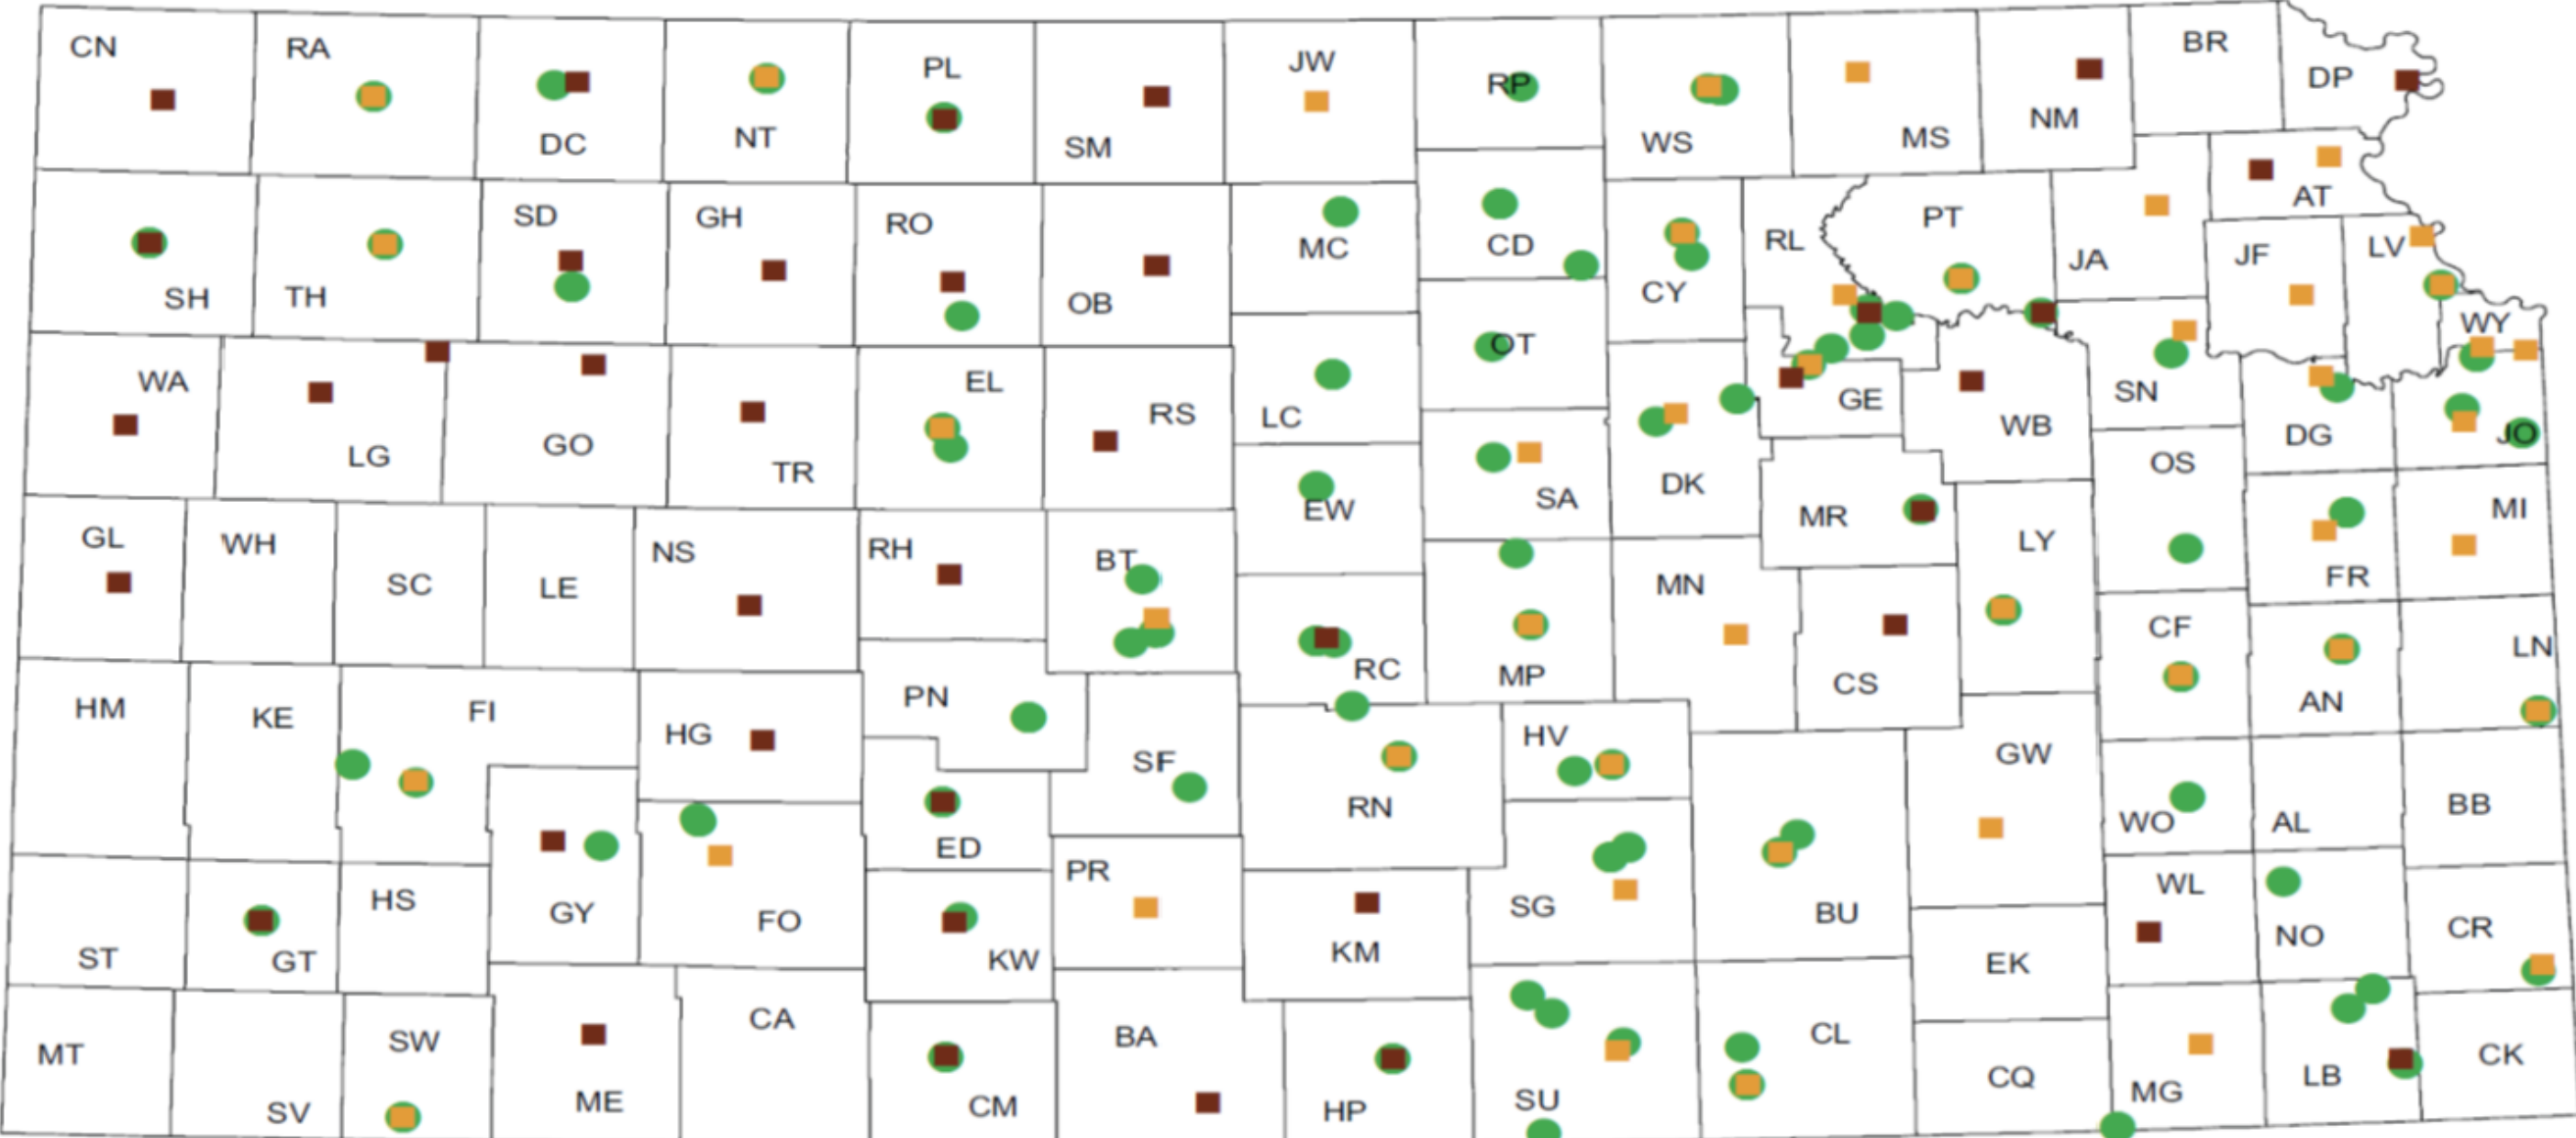 CN
RA
DC
NT
PL
SM
JW
RP
WS
MS
NM
BR
DP
SH
TH
SD
GH
RO
OB
MC
CD
CY
RL
PT
JA
AT
JF
LV
WY
WA
LG
GO
TR
EL
RS
LC
OT
GE
WB
SN
DG
JO
GL
WH
SC
LE
NS
RH
BT
EW
SA
DK
MR
LY
OS
FR
MI
HM
KE
FI
HG
PN
SF
RC
MP
MN
CS
CF
AN
LN
ED
RN
HV
GW
WO
AL
BB
ST
GT
HS
GY
FO
KW
PR
KM
SG
BU
EK
WL
NO
CR
MT
SV
SW
ME
CA
CM
BA
HP
SU
CL
CQ
MG
LB
CK